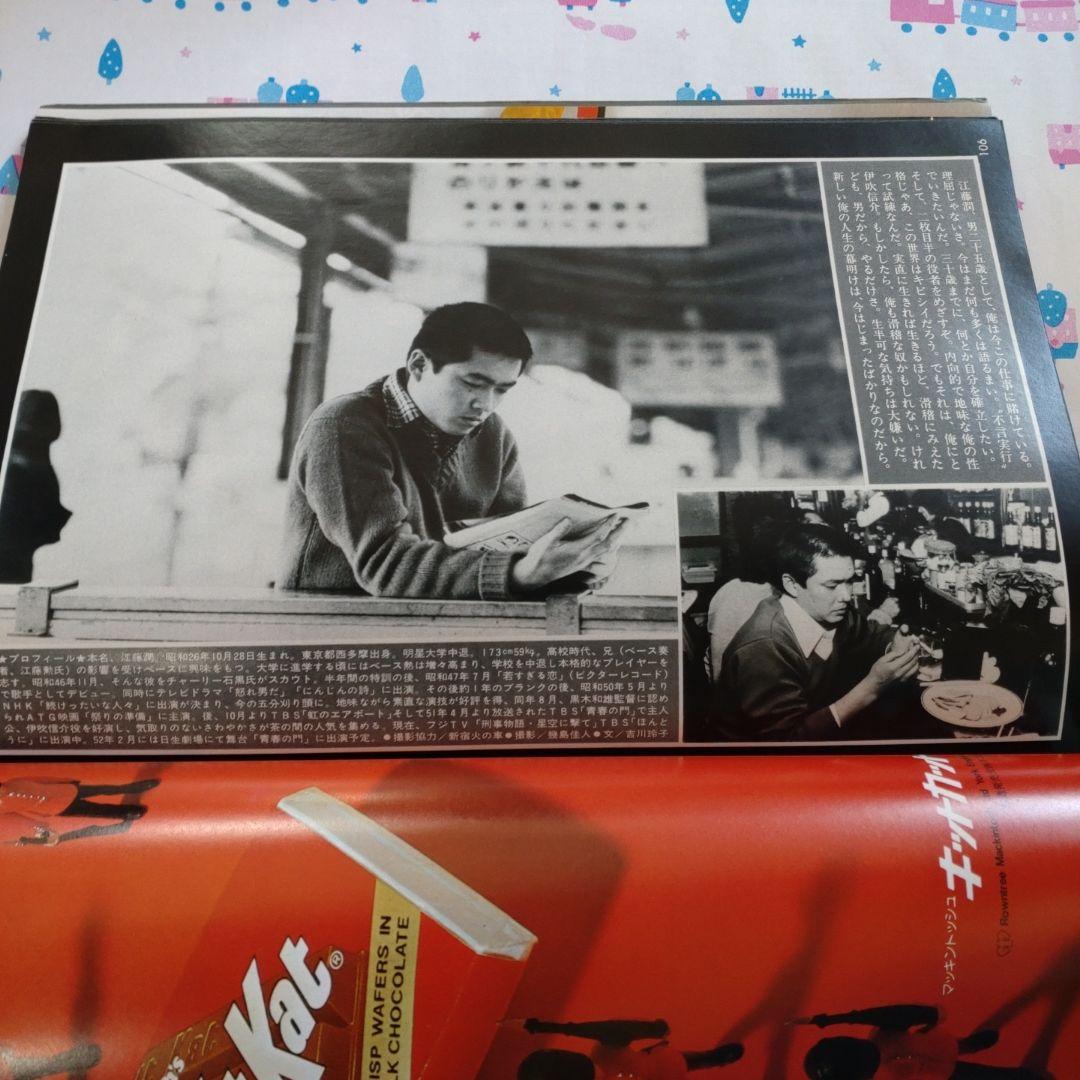 106
江藤潤、男二十五歳として、俺は今この仕事に賭けている。
理屈じゃないさ。今はまだ何も多くは語るまい。“不言実行”
でいきたいんだ。三十歳までに、何とか自分を確立したい。
そして、二枚目半の役者をめざすぞ。内向的で地味な俺の性
格じゃあ、この世界はキビシイだろう。でもそれは、俺にと
って試練なんだ。実直に生きれば生きるほど、滑稽にみえた
伊吹信介。もしかしたら、俺も滑稽な奴かもしれない。けれ
ども、男だから、やるだけさ。生半可な気持ちは大嫌いだ。
新しい俺の人生の幕明けは、今はじまったばかりなのだから。
★プロフィール★本名、江藤潤。昭和26年10月28日生まれ。東京都西多摩出身。明星大学中退。173cm59kg。高校時代、兄（ベース奏
者、江藤勲氏）の影響を受けベースに興味をもつ。大学に進学する頃にはベース熱は増々高まり、学校を中退し本格的なプレイヤーを
志す。昭和46年11月、そんな彼をチャーリー石黒氏がスカウト。半年間の特訓の後、昭和47年7月「若すぎる恋」（ビクターレコード）
で歌手としてデビュー。同時にテレビドラマ「怒れ男だ」「にんじんの詩」に出演。その後約1年のブランクの後、昭和50年5月より
NHK「続けったいな人々」に出演が決まり、今の五分刈り頭に。地味ながら素直な演技が好評を得、同年8月、黒木和雄監督に認め
られATG映画「祭りの準備」に主演。後、10月よりTBS「虹のエアポート」そして51年4月より放送されたTBS「青春の門」で主人
公、伊吹信介役を好演し、気取りのないさわやかさが茶の間の人気を集める。現在、フジTV「刑事物語・星空に撃て」TBS「ほんと
うに」に出演中。52年2月には日生劇場にて舞台「青春の門」に出演予定。●撮影協力／新宿火の車●撮影／幾島佳人●文／吉川玲子
マッキントッシュ キットカット
Rowntree Mackintosh
Kat®
ISP WAFERS IN
LK CHOCOLATE